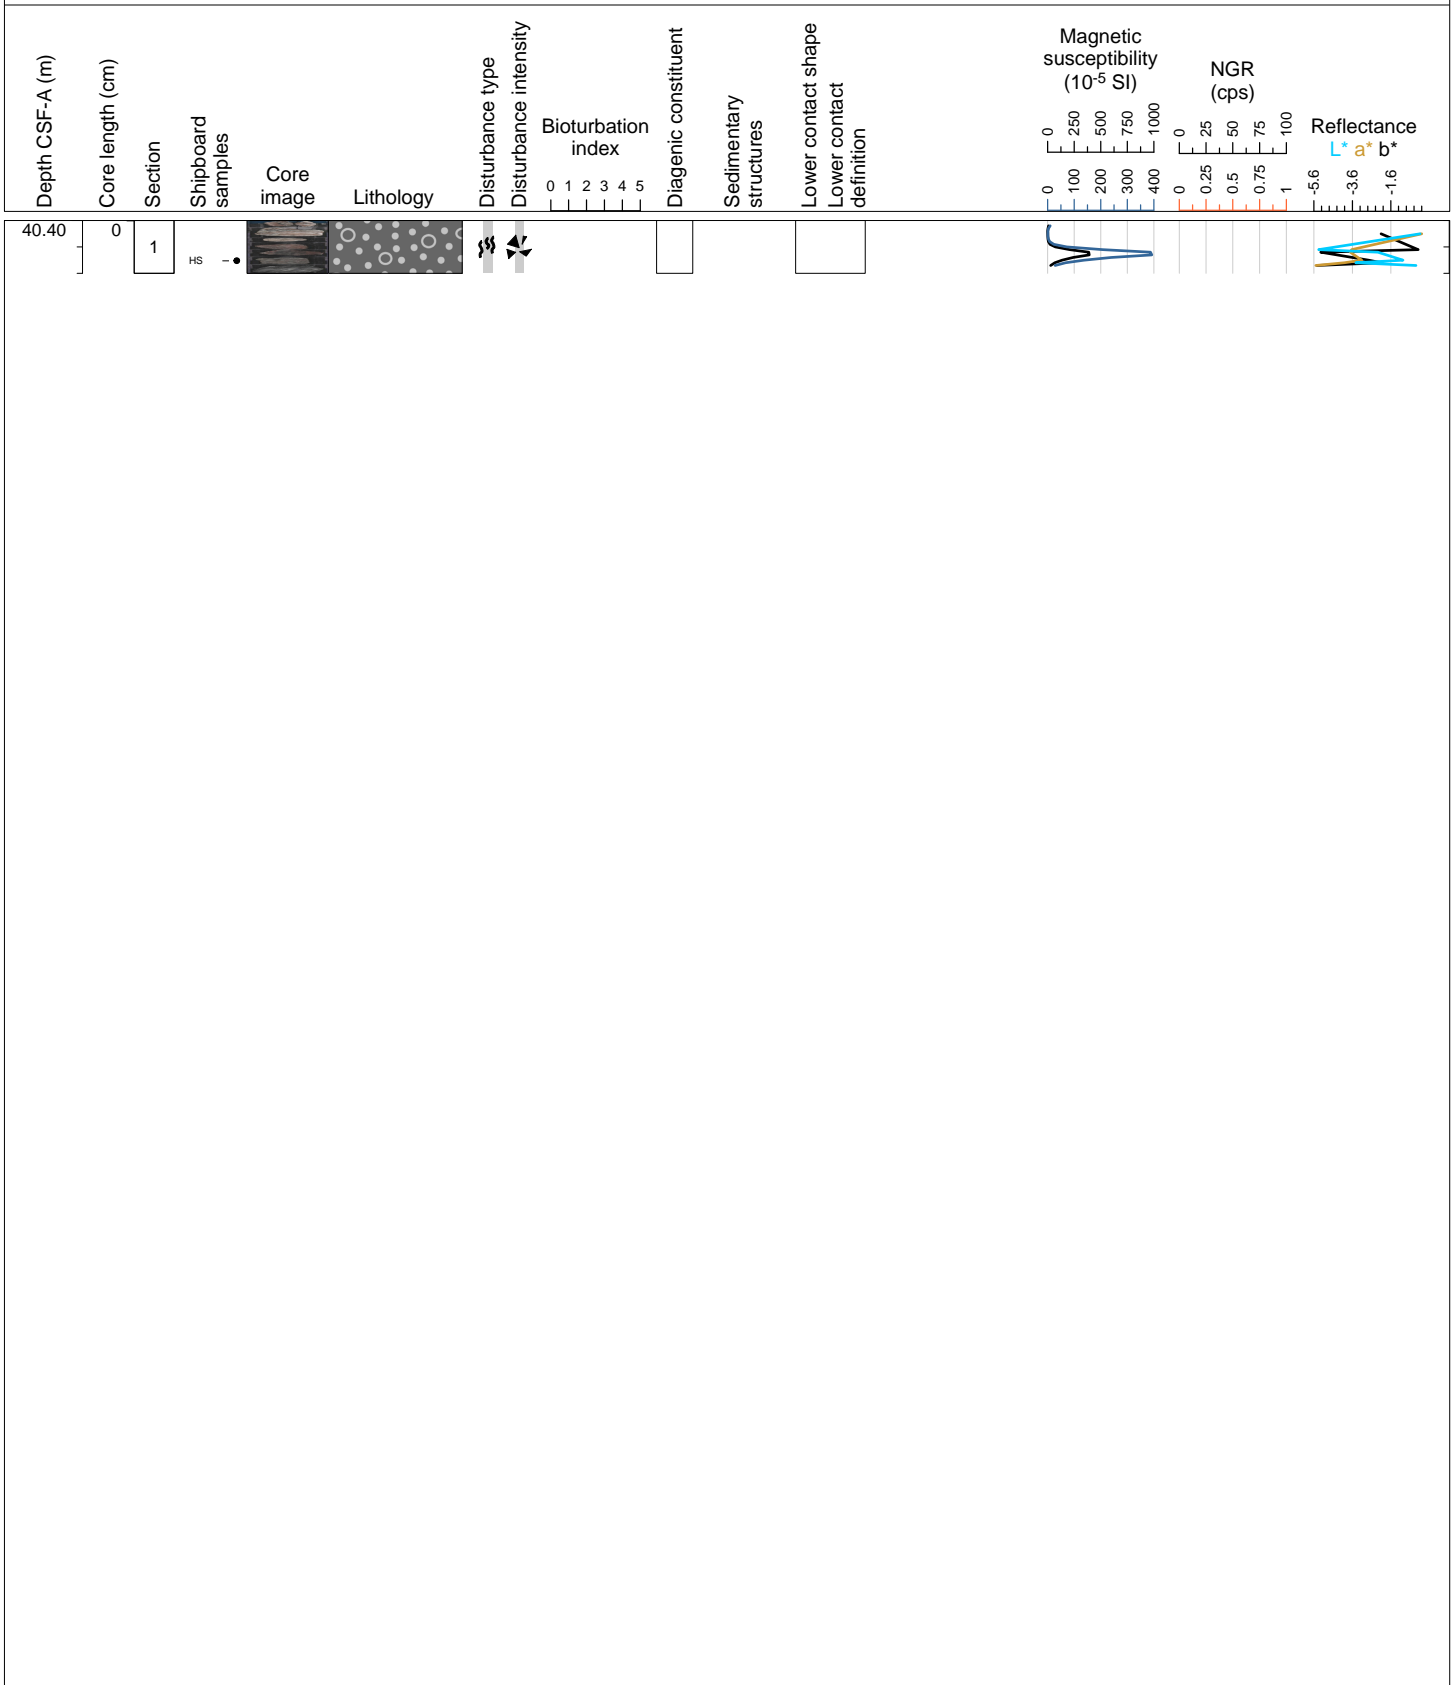 Depth CSF-A (m)
Core length (cm)
Section
Shipboard
samples
Core
image
Lithology
Disturbance type
Disturbance intensity
Bioturbation
index
0 1 2 3 4 5
Diagenic constituent
Sedimentary
structures
Lower contact shape
Lower contact
definition
Magnetic
susceptibility
(10-5 SI)
0 250 500 750 1000
0 100 200 300 400
NGR
(cps)
0 25 50 75 100
0 0.25 0.5 0.75 1
Reflectance
L* a* b*
-5.6 -3.6 -1.6
40.40 0
1
HS